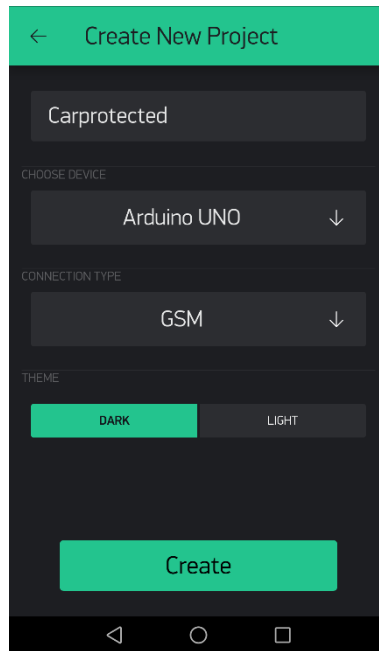 Create New Project
Carprotected
CHOOSE DEVICE
Arduino UNO
CONNECTION TYPE
GSM
THEME
DARK
LIGHT
Create